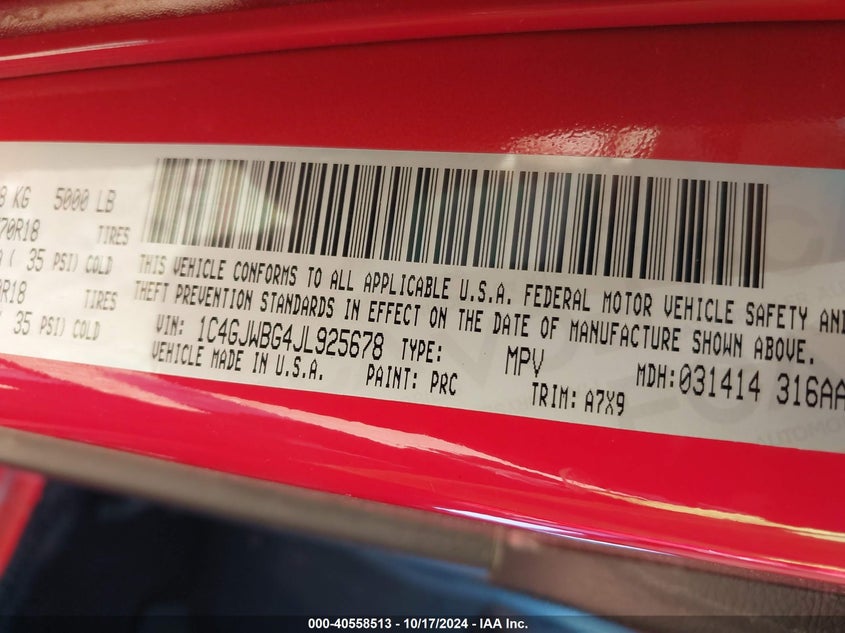 8 KG 5000 LB
70R18 TIRES
( 35 PSI) COLD
R18 TIRES
35 PSI) COLD
THIS VEHICLE CONFORMS TO ALL APPLICABLE U.S.A. FEDERAL MOTOR VEHICLE SAFETY AND
THEFT PREVENTION STANDARDS IN EFFECT ON THE DATE OF MANUFACTURE SHOWN ABOVE.
VIN: 1C4GJWBG4JL925678 TYPE: MPV MDH: 031414 316AA
VEHICLE MADE IN U.S.A. PAINT: PRC TRIM: A7X9
000-40558513 - 10/17/2024 - IAA Inc.